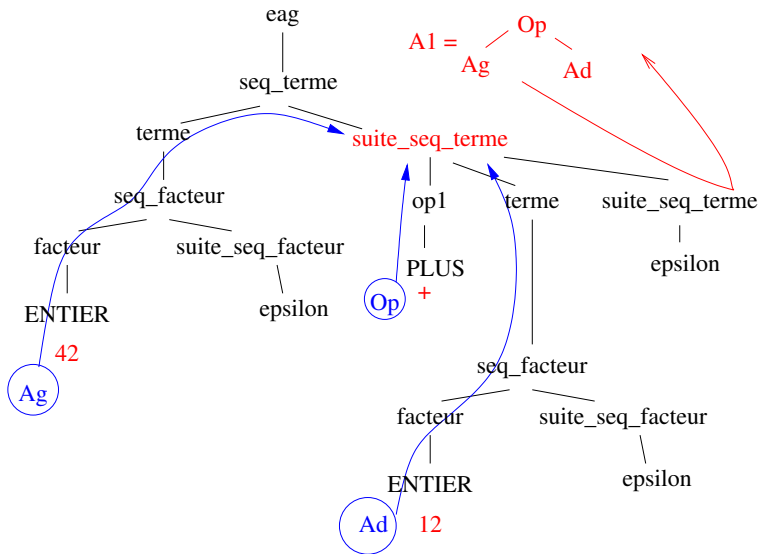 eag
Op
A1 =
Ag
Ad
seq_terme
terme
suite_seq_terme
seq_facteur
op1
terme
suite_seq_terme
facteur
suite_seq_facteur
PLUS
epsilon
ENTIER
epsilon
Op
+
42
Ag
seq_facteur
facteur
suite_seq_facteur
ENTIER
epsilon
Ad
12